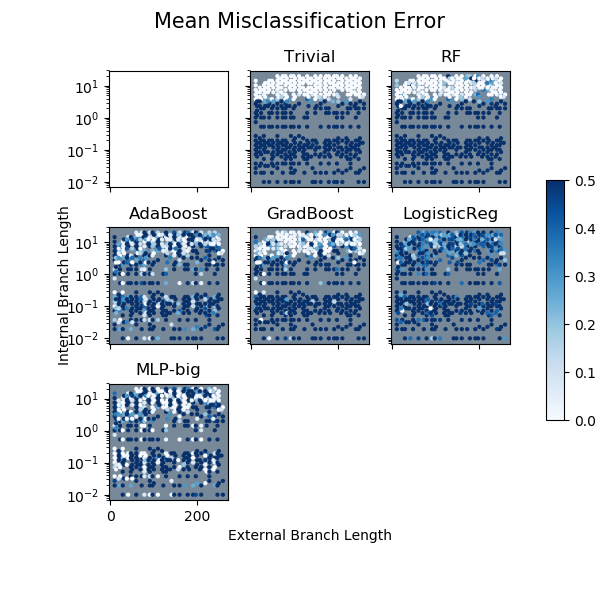 Mean Misclassification Error
Trivial
RF
10¹
10⁰
10⁻¹
10⁻²
AdaBoost
GradBoost
LogisticReg
10¹
10⁰
10⁻¹
10⁻²
Internal Branch Length
MLP-big
10¹
10⁰
10⁻¹
10⁻²
0
200
External Branch Length
0.5
0.4
0.3
0.2
0.1
0.0